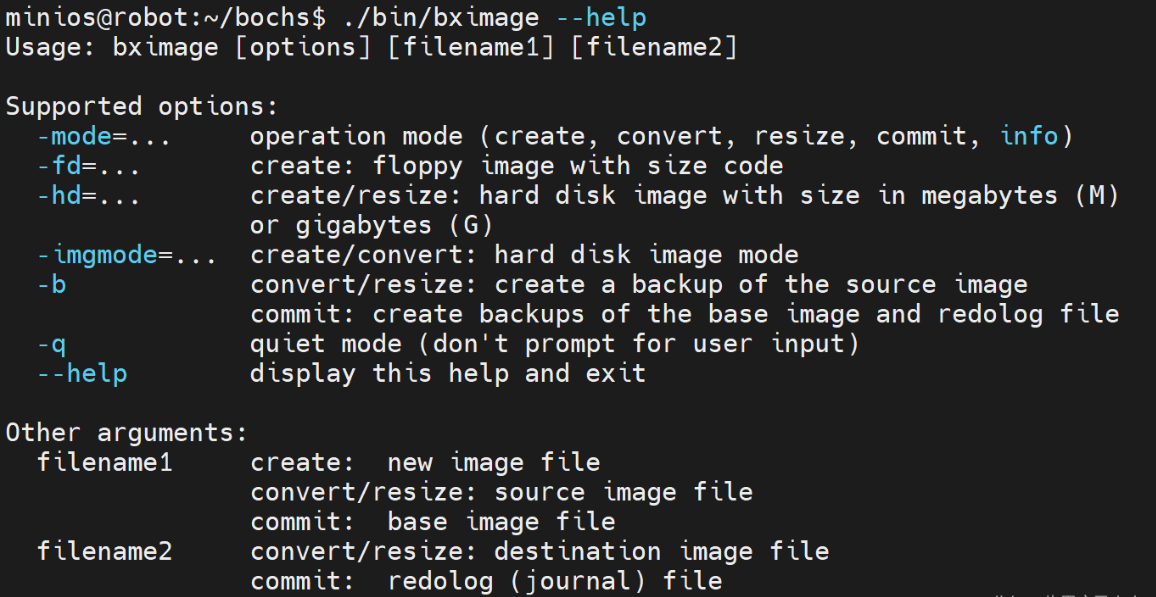 minios@robot:~/bochs$ ./bin/bximage --help
Usage: bximage [options] [filename1] [filename2]
Supported options:
-mode=... operation mode (create, convert, resize, commit, info)
-fd=... create: floppy image with size code
-hd=... create/resize: hard disk image with size in megabytes (M)
or gigabytes (G)
-imgmode=... create/convert: hard disk image mode
-b convert/resize: create a backup of the source image
commit: create backups of the base image and redolog file
-q quiet mode (don't prompt for user input)
--help display this help and exit
Other arguments:
filename1 create: new image file
convert/resize: source image file
commit: base image file
filename2 convert/resize: destination image file
commit: redolog (journal) file